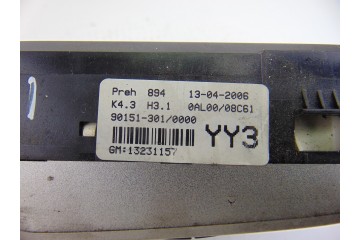 Preh 894 13-04-2006
K4.3 H3.1 0AL00/08C61
90151-301/0000
YY3
GM:13231157